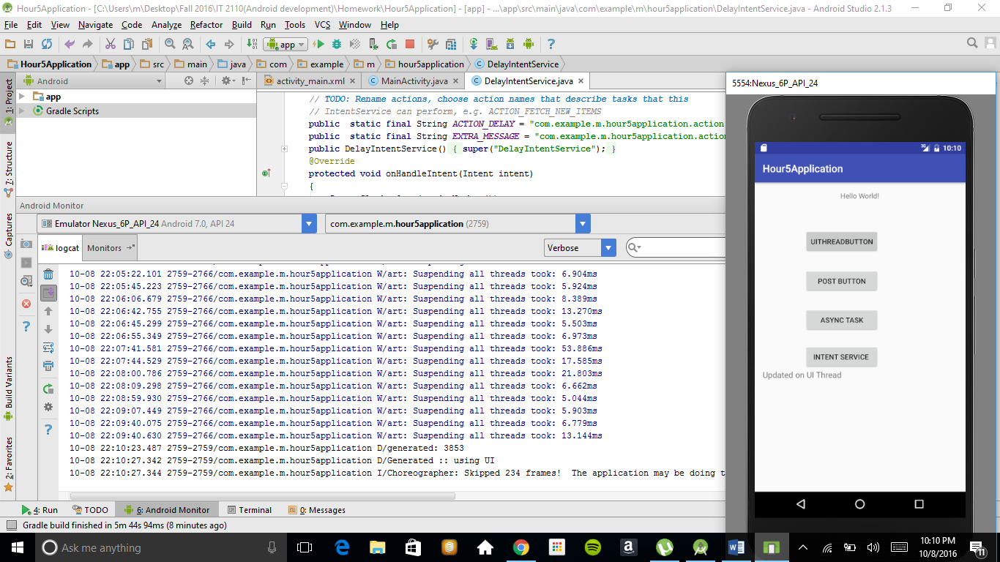 Hour5Application - [C:\Users\m\Desktop\Fall 2016\IT 2110(Android development)\Homework\Hour5Application] - [app] - ...\app\src\main\java\com\example\m\hour5application\DelayIntentService.java - Android Studio 2.1.3
File Edit View Navigate Code Analyze Refactor Build Run Tools VCS Window Help
app
Hour5Application app src main java com example m hour5application DelayIntentService
1: Project
7: Structure
Captures
Build Variants
2: Favorites
Android
app
Gradle Scripts
activity_main.xml MainActivity.java DelayIntentService.java
// TODO: Rename actions, choose action names that describe tasks that this
// IntentService can perform, e.g. ACTION_FETCH_NEW_ITEMS
public  static final String ACTION_DELAY = "com.example.m.hour5application.action
public  static final String EXTRA_MESSAGE = "com.example.m.hour5application.action
public DelayIntentService() { super("DelayIntentService"); }
@Override
protected void onHandleIntent(Intent intent)
{
Android Monitor
Emulator Nexus_6P_API_24 Android 7.0, API 24
com.example.m.hour5application (2759)
logcat Monitors
Verbose
10-08 22:05:22.101 2759-2766/com.example.m.hour5application W/art: Suspending all threads took: 6.904ms
10-08 22:05:45.223 2759-2766/com.example.m.hour5application W/art: Suspending all threads took: 5.924ms
10-08 22:06:06.679 2759-2766/com.example.m.hour5application W/art: Suspending all threads took: 8.389ms
10-08 22:06:42.755 2759-2766/com.example.m.hour5application W/art: Suspending all threads took: 13.270ms
10-08 22:06:45.299 2759-2766/com.example.m.hour5application W/art: Suspending all threads took: 5.503ms
10-08 22:06:55.349 2759-2766/com.example.m.hour5application W/art: Suspending all threads took: 6.973ms
10-08 22:07:41.581 2759-2766/com.example.m.hour5application W/art: Suspending all threads took: 53.886ms
10-08 22:07:44.529 2759-2766/com.example.m.hour5application W/art: Suspending all threads took: 17.585ms
10-08 22:08:00.786 2759-2766/com.example.m.hour5application W/art: Suspending all threads took: 21.803ms
10-08 22:08:09.298 2759-2766/com.example.m.hour5application W/art: Suspending all threads took: 6.662ms
10-08 22:08:59.930 2759-2766/com.example.m.hour5application W/art: Suspending all threads took: 5.044ms
10-08 22:09:07.449 2759-2766/com.example.m.hour5application W/art: Suspending all threads took: 5.903ms
10-08 22:09:40.075 2759-2766/com.example.m.hour5application W/art: Suspending all threads took: 6.779ms
10-08 22:09:40.630 2759-2766/com.example.m.hour5application W/art: Suspending all threads took: 13.144ms
10-08 22:10:23.487 2759-2759/com.example.m.hour5application D/generated: 3853
10-08 22:10:27.342 2759-2759/com.example.m.hour5application D/Generated :: using UI
10-08 22:10:27.344 2759-2759/com.example.m.hour5application I/Choreographer: Skipped 234 frames!  The application may be doing t
4: Run TODO 6: Android Monitor Terminal 0: Messages
Gradle build finished in 5m 44s 94ms (8 minutes ago)
5554:Nexus_6P_API_24
3G 10:10
Hour5Application
Hello World!
UITHREADBUTTON
POST BUTTON
ASYNC TASK
INTENT SERVICE
Updated on UI Thread
Ask me anything
10:10 PM
10/8/2016
11